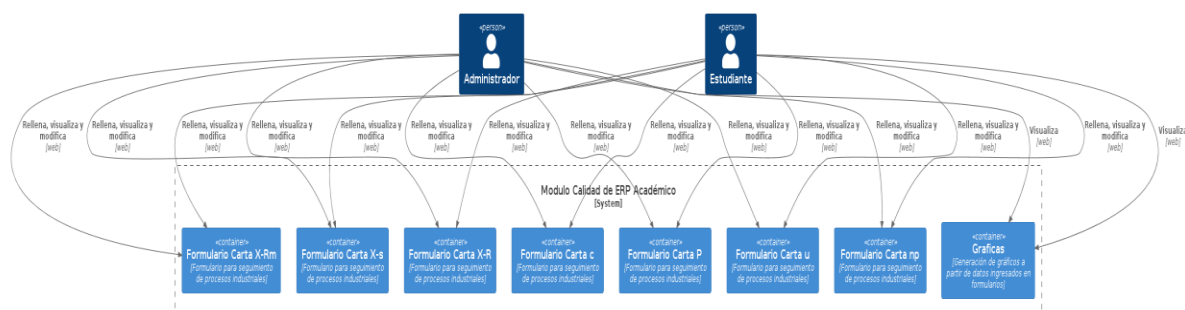 «person»
Administrador
«person»
Estudiante
Rellena, visualiza y
modifica
[web]
Rellena, visualiza y
modifica
[web]
Rellena, visualiza y
modifica
[web]
Rellena, visualiza y
modifica
[web]
Rellena, visualiza y
modifica
[web]
Rellena, visualiza y
modifica
[web]
Rellena, visualiza y
modifica
[web]
Rellena, visualiza y
modifica
[web]
Rellena, visualiza y
modifica
[web]
Rellena, visualiza y
modifica
[web]
Rellena, visualiza y
modifica
[web]
Rellena, visualiza y
modifica
[web]
Rellena, visualiza y
modifica
[web]
Visualiza
[web]
Rellena, visualiza y
modifica
[web]
Visualiza
[web]
Modulo Calidad de ERP Académico
[System]
«container»
Formulario Carta X-Rm
[Formulario para seguimiento
de procesos industriales]
«container»
Formulario Carta X-s
[Formulario para seguimiento
de procesos industriales]
«container»
Formulario Carta X-R
[Formulario para seguimiento
de procesos industriales]
«container»
Formulario Carta c
[Formulario para seguimiento
de procesos industriales]
«container»
Formulario Carta P
[Formulario para seguimiento
de procesos industriales]
«container»
Formulario Carta u
[Formulario para seguimiento
de procesos industriales]
«container»
Formulario Carta np
[Formulario para seguimiento
de procesos industriales]
«container»
Graficas
[Generación de gráficos a
partir de datos ingresados en
formularios]